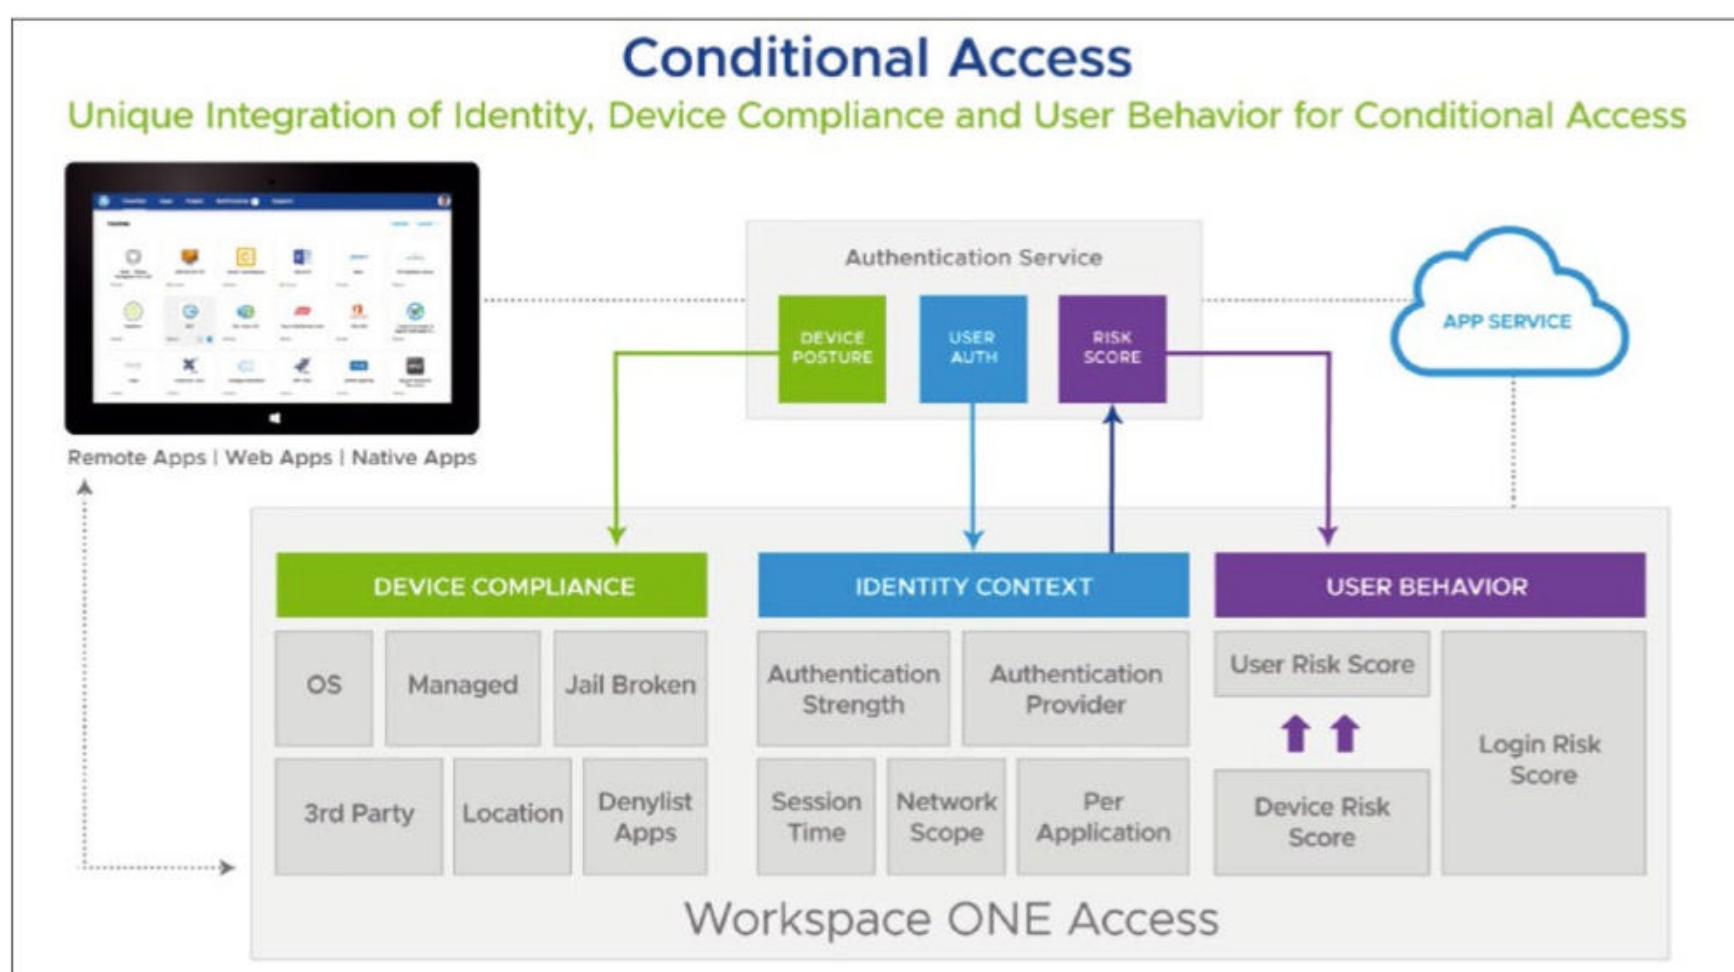 Conditional Access
Unique Integration of Identity, Device Compliance and User Behavior for Conditional Access
Authentication Service
DEVICE
POSTURE
USER
AUTH
RISK
SCORE
APP SERVICE
Remote Apps | Web Apps | Native Apps
DEVICE COMPLIANCE
OS
Managed
Jail Broken
3rd Party
Location
Denylist
Apps
IDENTITY CONTEXT
Authentication
Strength
Authentication
Provider
Session
Time
Network
Scope
Per
Application
USER BEHAVIOR
User Risk Score
Device Risk
Score
Login Risk
Score
Workspace ONE Access